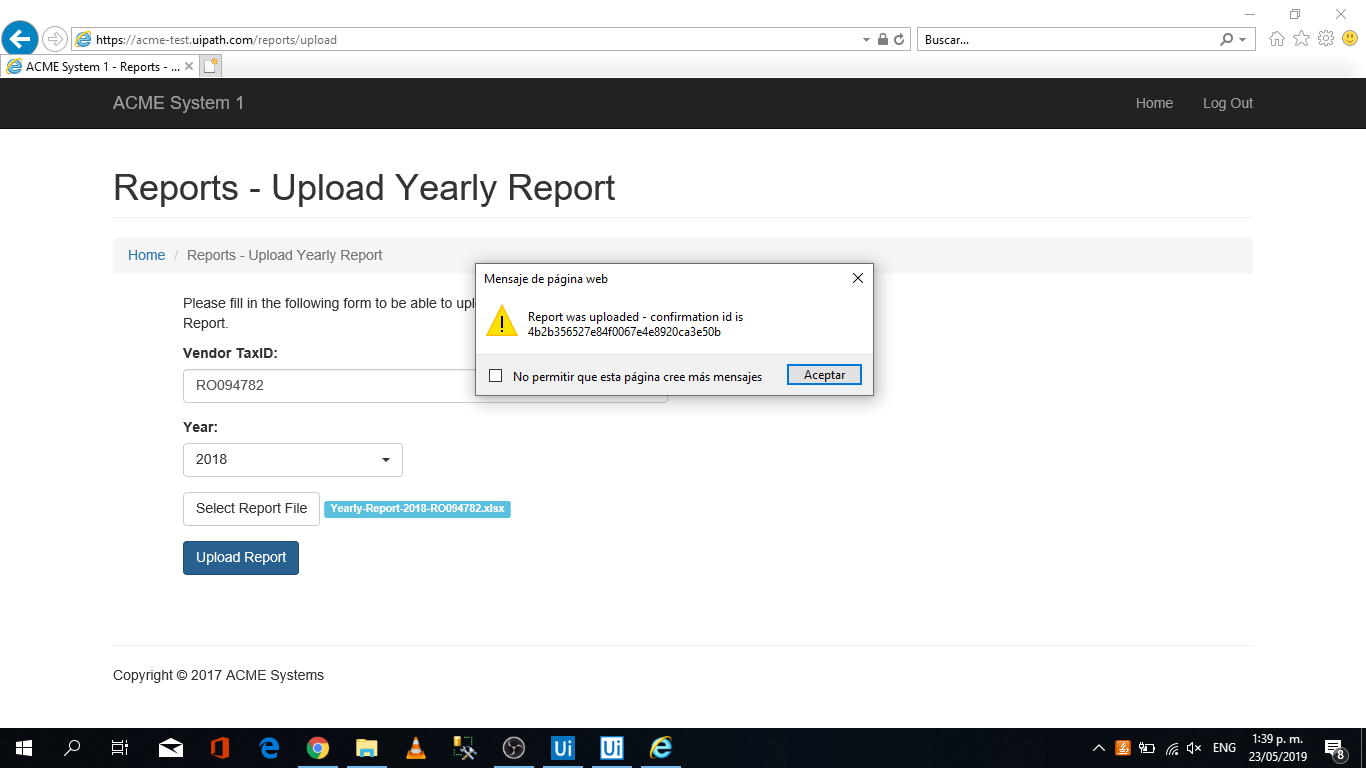 https://acme-test.uipath.com/reports/upload
Buscar...
ACME System 1 - Reports - ...
ACME System 1
Home
Log Out
Reports - Upload Yearly Report
Home / Reports - Upload Yearly Report
Please fill in the following form to be able to upl
Report.
Mensaje de página web
Report was uploaded - confirmation id is
4b2b356527e84f0067e4e8920ca3e50b
No permitir que esta página cree más mensajes
Aceptar
Vendor TaxID:
RO094782
Year:
2018
Select Report File
Yearly-Report-2018-RO094782.xlsx
Upload Report
Copyright © 2017 ACME Systems
Ui
Ui
ENG
1:39 p. m.
23/05/2019
8